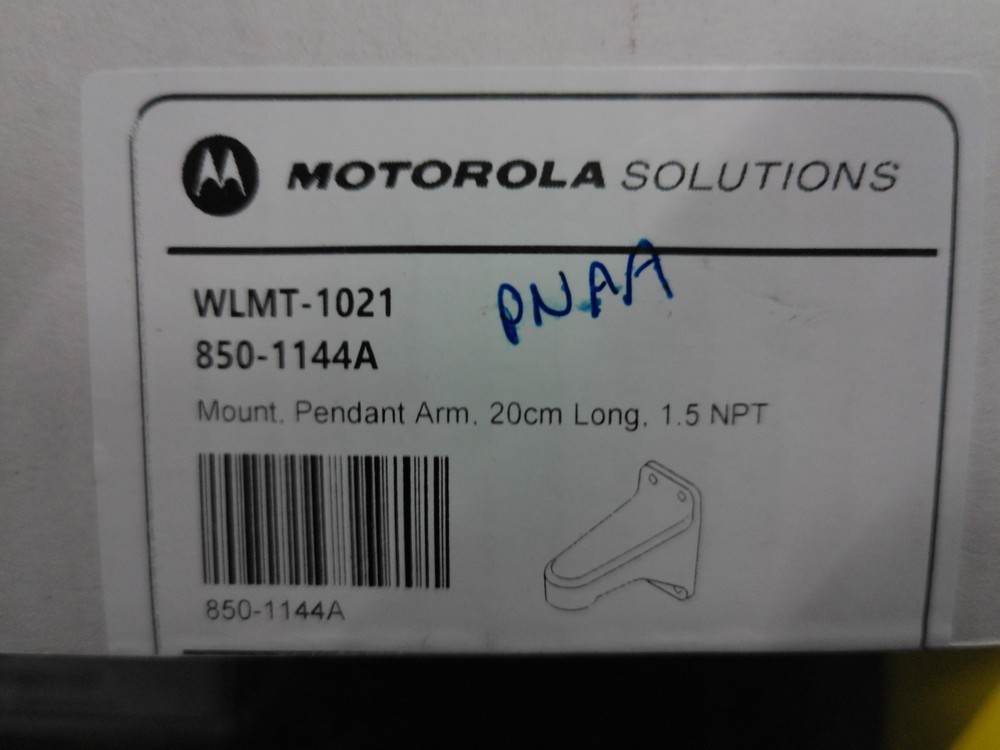 MOTOROLA SOLUTIONS
WLMT-1021
PNAA
850-1144A
Mount, Pendant Arm, 20cm Long, 1.5 NPT
850-1144A